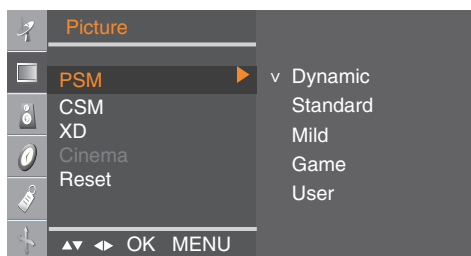 Picture
PSM
CSM
XD
Cinema
Reset
v Dynamic
Standard
Mild
Game
User
▲▼ ◀▶ OK MENU